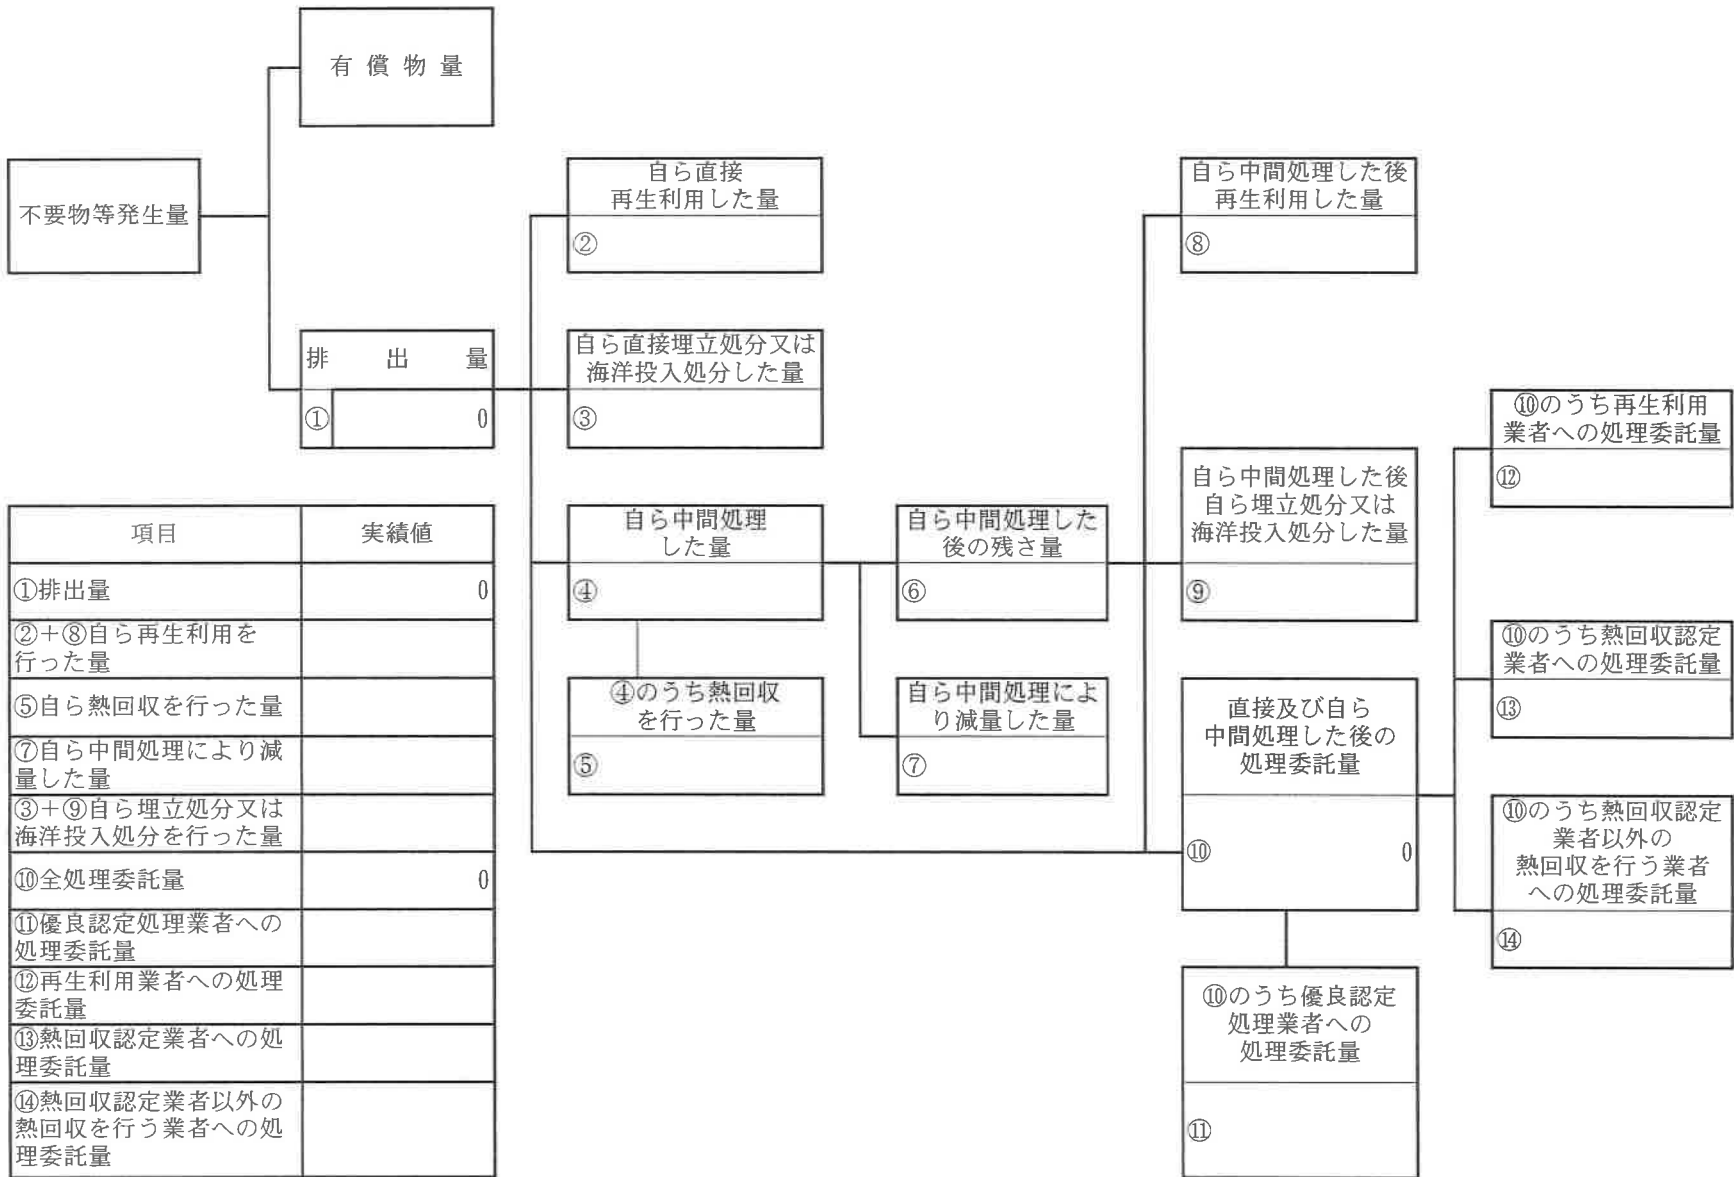 有償物量
不要物等発生量
排出量
① 0
自ら直接
再生利用した量
②
自ら直接埋立処分又は
海洋投入処分した量
③
自ら中間処理
した量
④
④のうち熱回収
を行った量
⑤
自ら中間処理した
後の残さ量
⑥
自ら中間処理によ
り減量した量
⑦
自ら中間処理した後
再生利用した量
⑧
自ら中間処理した後
自ら埋立処分又は
海洋投入処分した量
⑨
直接及び自ら
中間処理した後の
処理委託量
⑩ 0
⑩のうち優良認定
処理業者への
処理委託量
⑪
⑩のうち再生利用
業者への処理委託量
⑫
⑩のうち熱回収認定
業者への処理委託量
⑬
⑩のうち熱回収認定
業者以外の
熱回収を行う業者
への処理委託量
⑭
項目 実績値
①排出量 0
②+⑧自ら再生利用を
行った量
⑤自ら熱回収を行った量
⑦自ら中間処理により減
量した量
③+⑨自ら埋立処分又は
海洋投入処分を行った量
⑩全処理委託量 0
⑪優良認定処理業者への
処理委託量
⑫再生利用業者への処理
委託量
⑬熱回収認定業者への処
理委託量
⑭熱回収認定業者以外の
熱回収を行う業者への処
理委託量